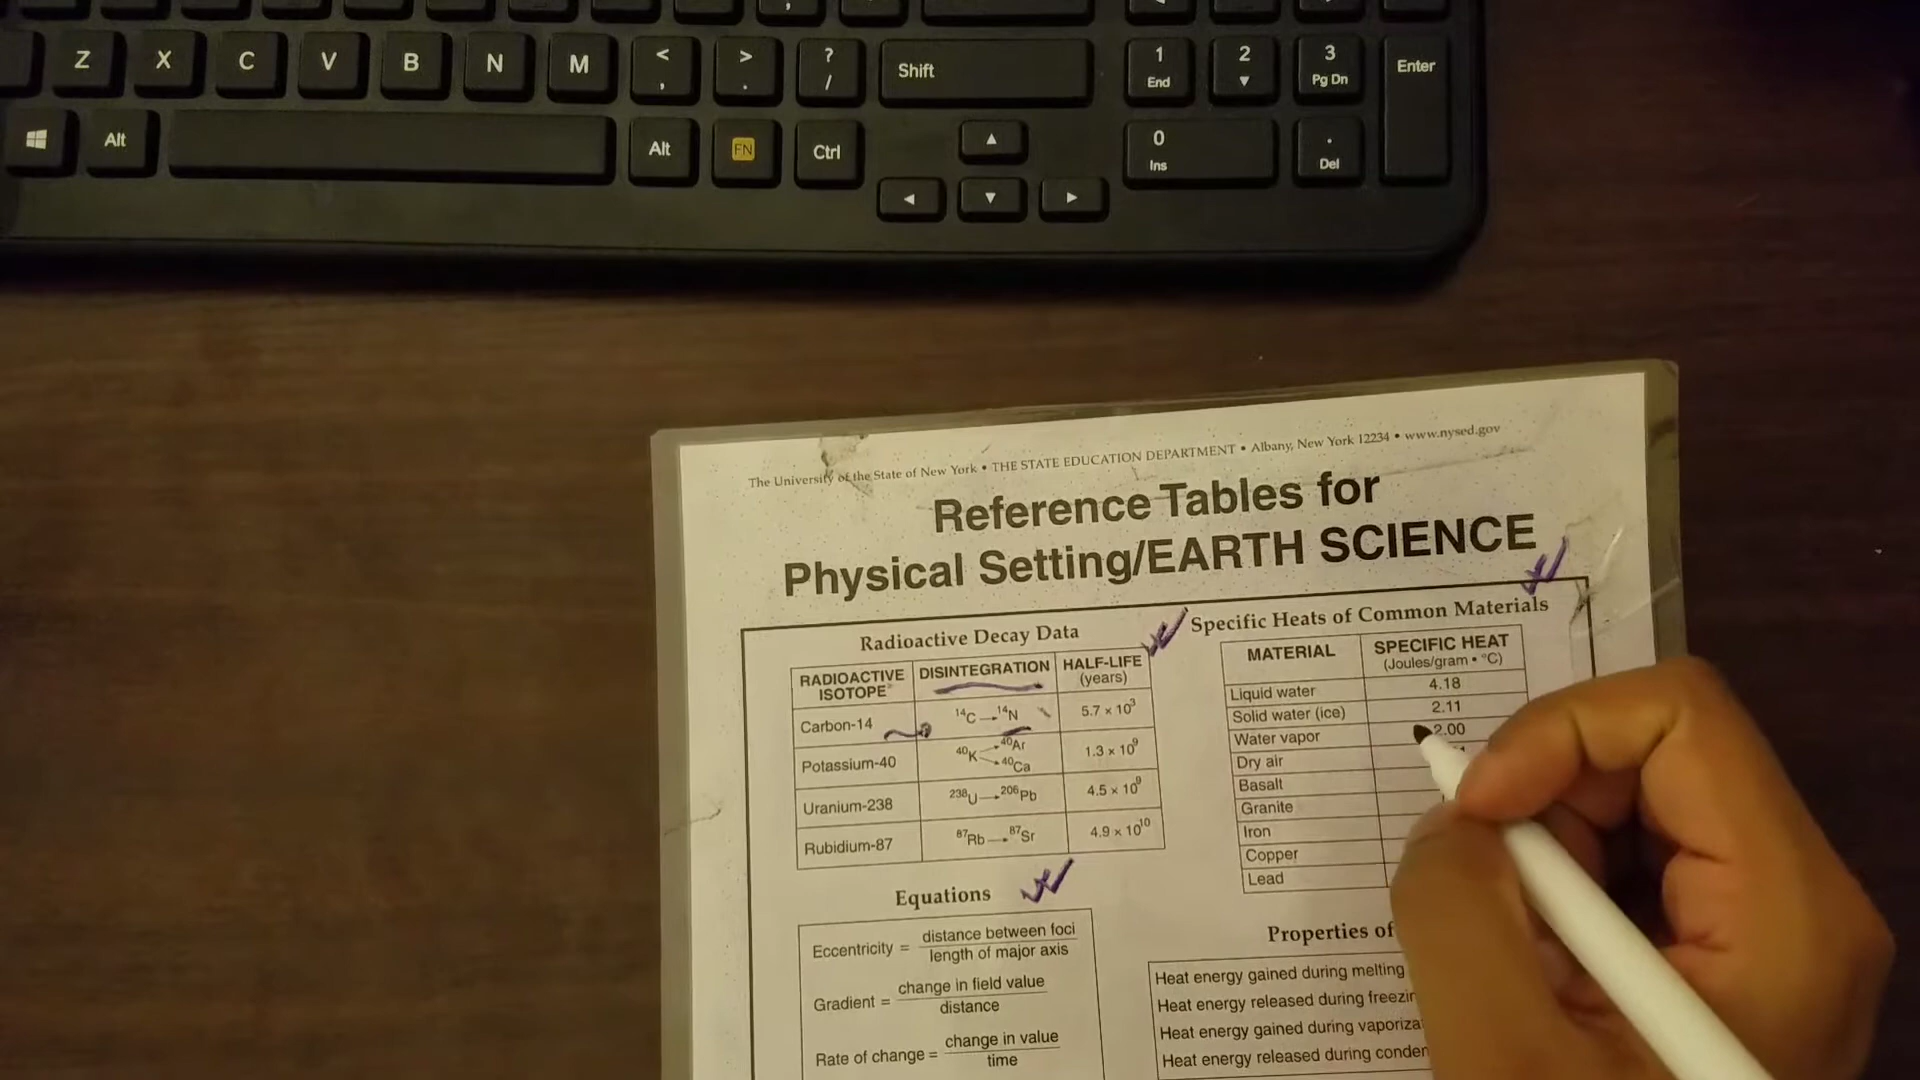 Z X C V B N M < , > . ? / Shift 1 End 2 3 Pg Dn Enter
Alt Alt FN Ctrl 0 Ins . Del
The University of the State of New York • THE STATE EDUCATION DEPARTMENT • Albany, New York 12234 • www.nysed.gov
Reference Tables for
Physical Setting/EARTH SCIENCE
Radioactive Decay Data
RADIOACTIVE ISOTOPE DISINTEGRATION HALF-LIFE (years)
Carbon-14 ¹⁴C→¹⁴N 5.7 × 10³
Potassium-40 ⁴⁰K→⁴⁰Ar →⁴⁰Ca 1.3 × 10⁹
Uranium-238 ²³⁸U→²⁰⁶Pb 4.5 × 10⁹
Rubidium-87 ⁸⁷Rb→⁸⁷Sr 4.9 × 10¹⁰
Specific Heats of Common Materials
MATERIAL SPECIFIC HEAT (Joules/gram • °C)
Liquid water 4.18
Solid water (ice) 2.11
Water vapor 2.00
Dry air
Basalt
Granite
Iron
Copper
Lead
Equations
Eccentricity = distance between foci / length of major axis
Gradient = change in field value / distance
Rate of change = change in value / time
Properties of
Heat energy gained during melting
Heat energy released during
Heat energy gained during
Heat energy released during